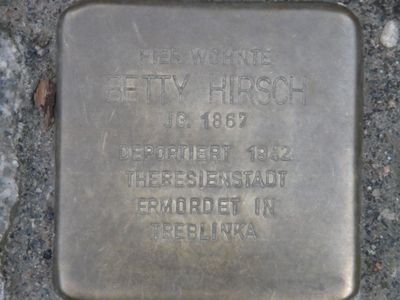 HIER WOHNTE
BETTY HIRSCH
JG. 1867
DEPORTIERT 1942
THERESIENSTADT
ERMORDET IN
TREBLINKA